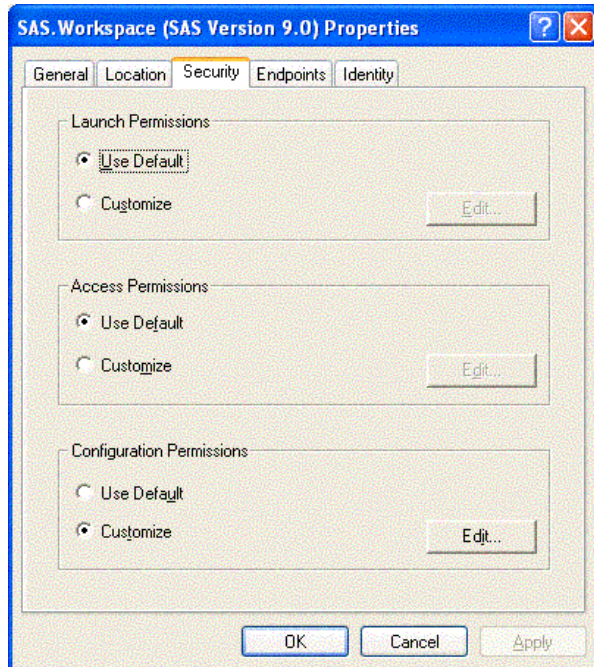 SAS.Workspace (SAS Version 9.0) Properties
General Location Security Endpoints Identity
Launch Permissions
Use Default
Customize
Edit...
Access Permissions
Use Default
Customize
Edit...
Configuration Permissions
Use Default
Customize
Edit...
OK Cancel Apply